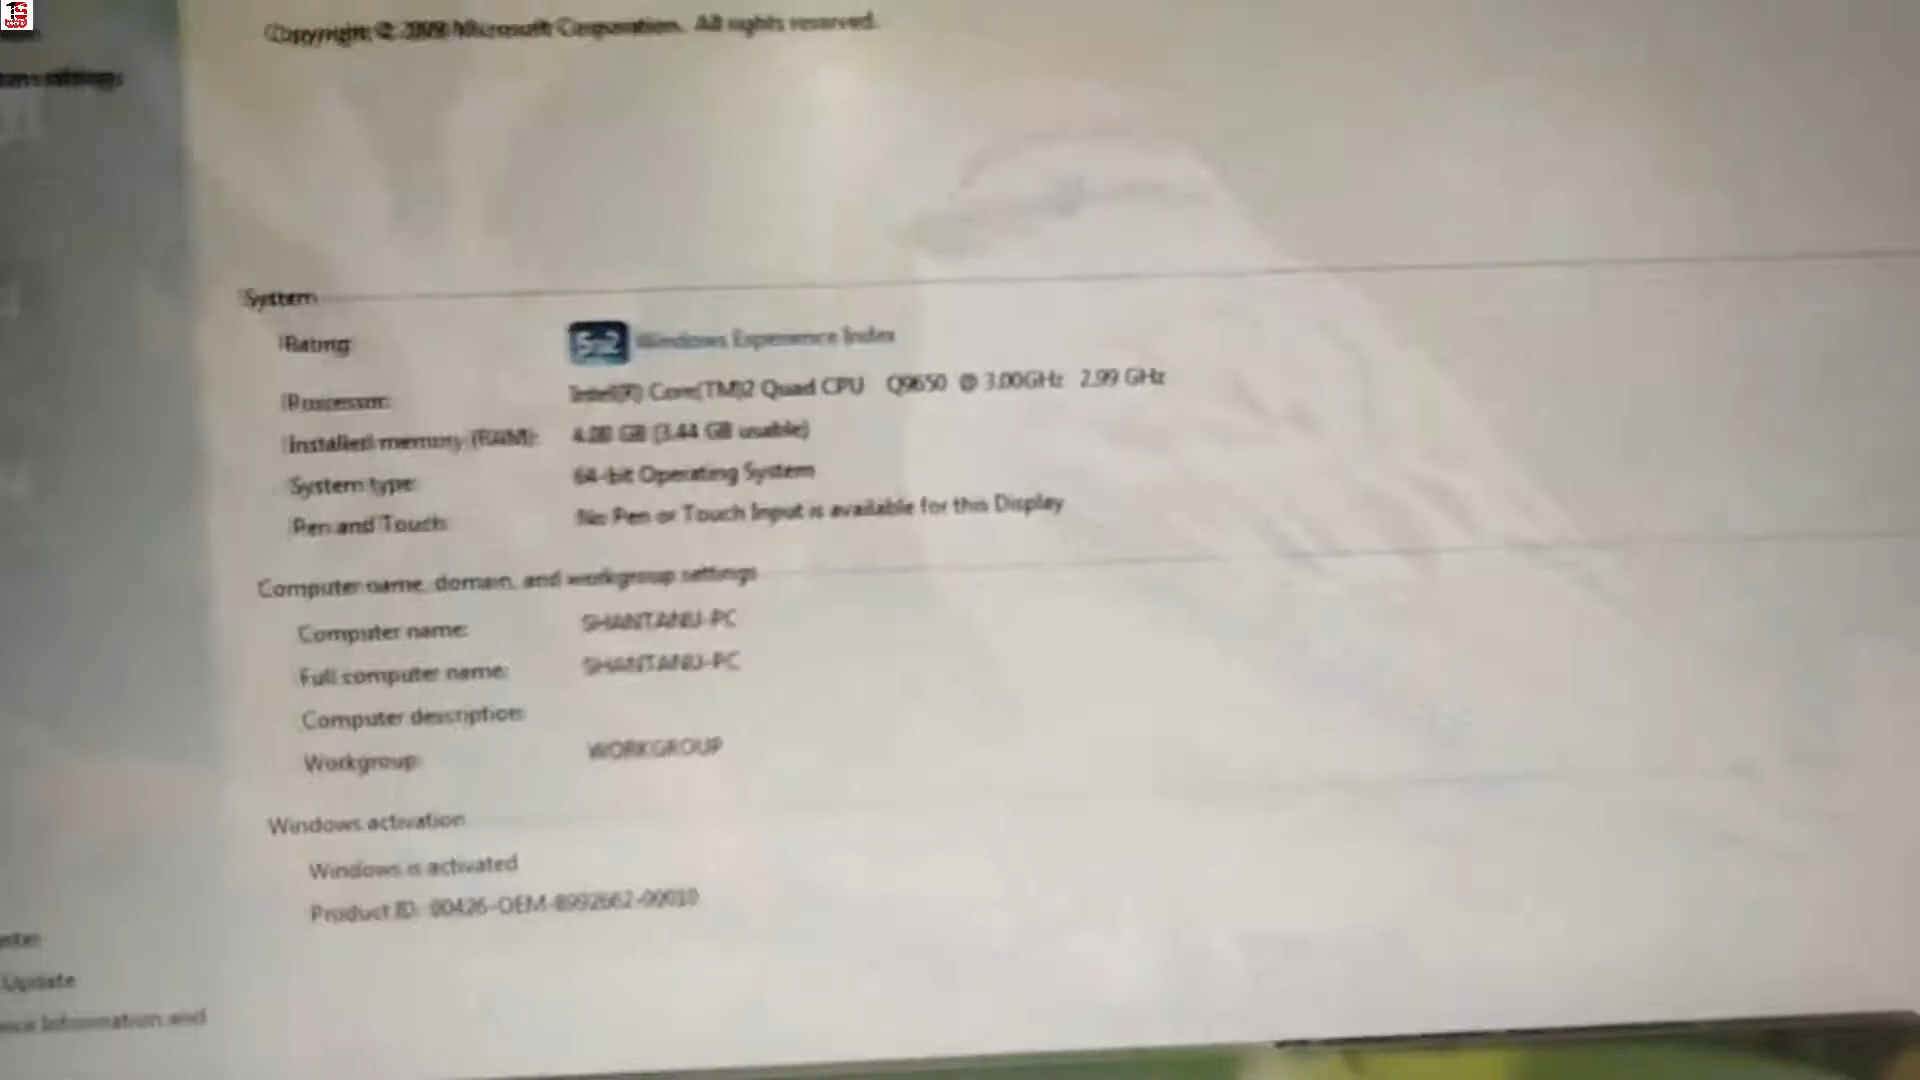 Copyright © 2009 Microsoft Corporation. All rights reserved.
settings
System
Rating:
5.2 Windows Experience Index
Processor:
Intel(R) Core(TM)2 Quad CPU Q9650 @ 3.00GHz 2.99 GHz
Installed memory (RAM):
4.00 GB (3.44 GB usable)
System type:
64-bit Operating System
Pen and Touch:
No Pen or Touch Input is available for this Display
Computer name, domain, and workgroup settings
Computer name:
SHANTANU-PC
Full computer name:
SHANTANU-PC
Computer description:
Workgroup:
WORKGROUP
Windows activation
Windows is activated
Product ID: 00426-OEM-8992662-00010
Update
Information and